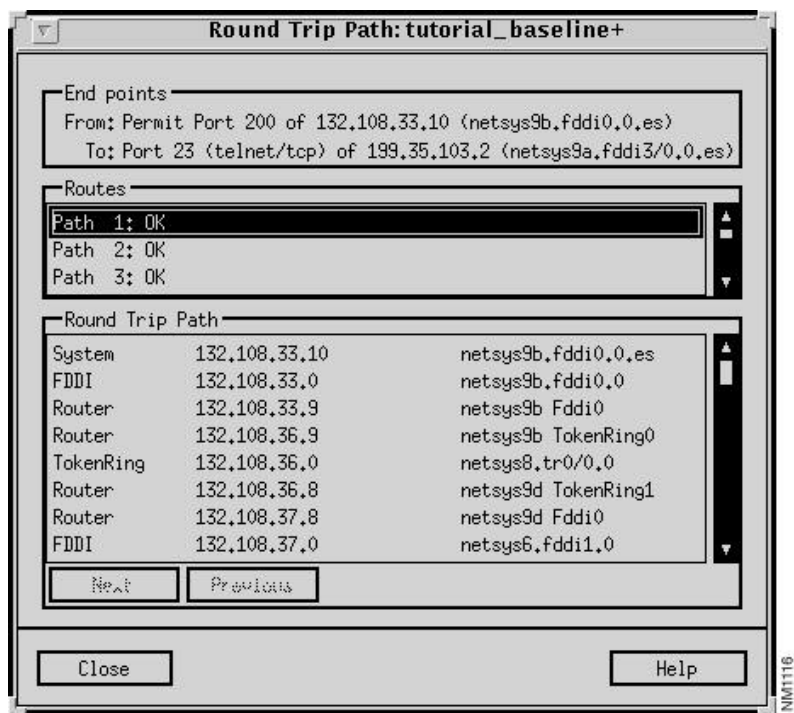 Round Trip Path: tutorial_baseline+
End points
From: Permit Port 200 of 132.108.33.10 (netsys9b.fddi0.0.es)
To: Port 23 (telnet/tcp) of 199.35.103.2 (netsys9a.fddi3/0.0.es)
Routes
Path 1: OK
Path 2: OK
Path 3: OK
Round Trip Path
System 132.108.33.10 netsys9b.fddi0.0.es
FDDI 132.108.33.0 netsys9b.fddi0.0
Router 132.108.33.9 netsys9b Fddi0
Router 132.108.36.9 netsys9b TokenRing0
TokenRing 132.108.36.0 netsys8.tr0/0.0
Router 132.108.36.8 netsys9d TokenRing1
Router 132.108.37.8 netsys9d Fddi0
FDDI 132.108.37.0 netsys6.fddi1.0
Next Previous
Close Help
NM1116